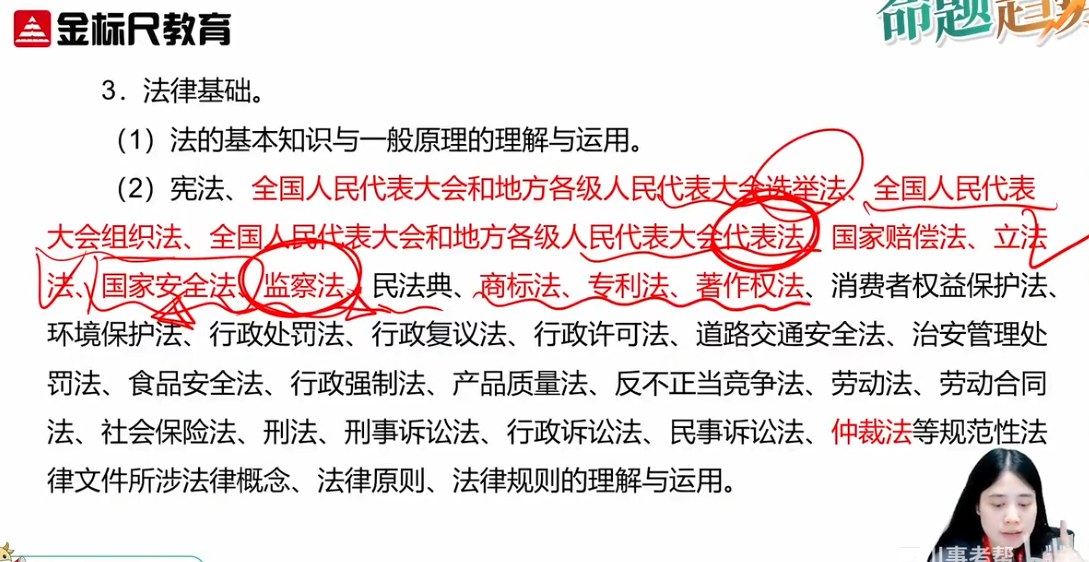 金标尺教育
命题趋势
3．法律基础。
（1）法的基本知识与一般原理的理解与运用。
（2）宪法、全国人民代表大会和地方各级人民代表大会选举法、全国人民代表
大会组织法、全国人民代表大会和地方各级人民代表大会代表法、国家赔偿法、立法
法、国家安全法、监察法、民法典、商标法、专利法、著作权法、消费者权益保护法、
环境保护法、行政处罚法、行政复议法、行政许可法、道路交通安全法、治安管理处
罚法、食品安全法、行政强制法、产品质量法、反不正当竞争法、劳动法、劳动合同
法、社会保险法、刑法、刑事诉讼法、行政诉讼法、民事诉讼法、仲裁法等规范性法
律文件所涉法律概念、法律原则、法律规则的理解与运用。
川事考帮